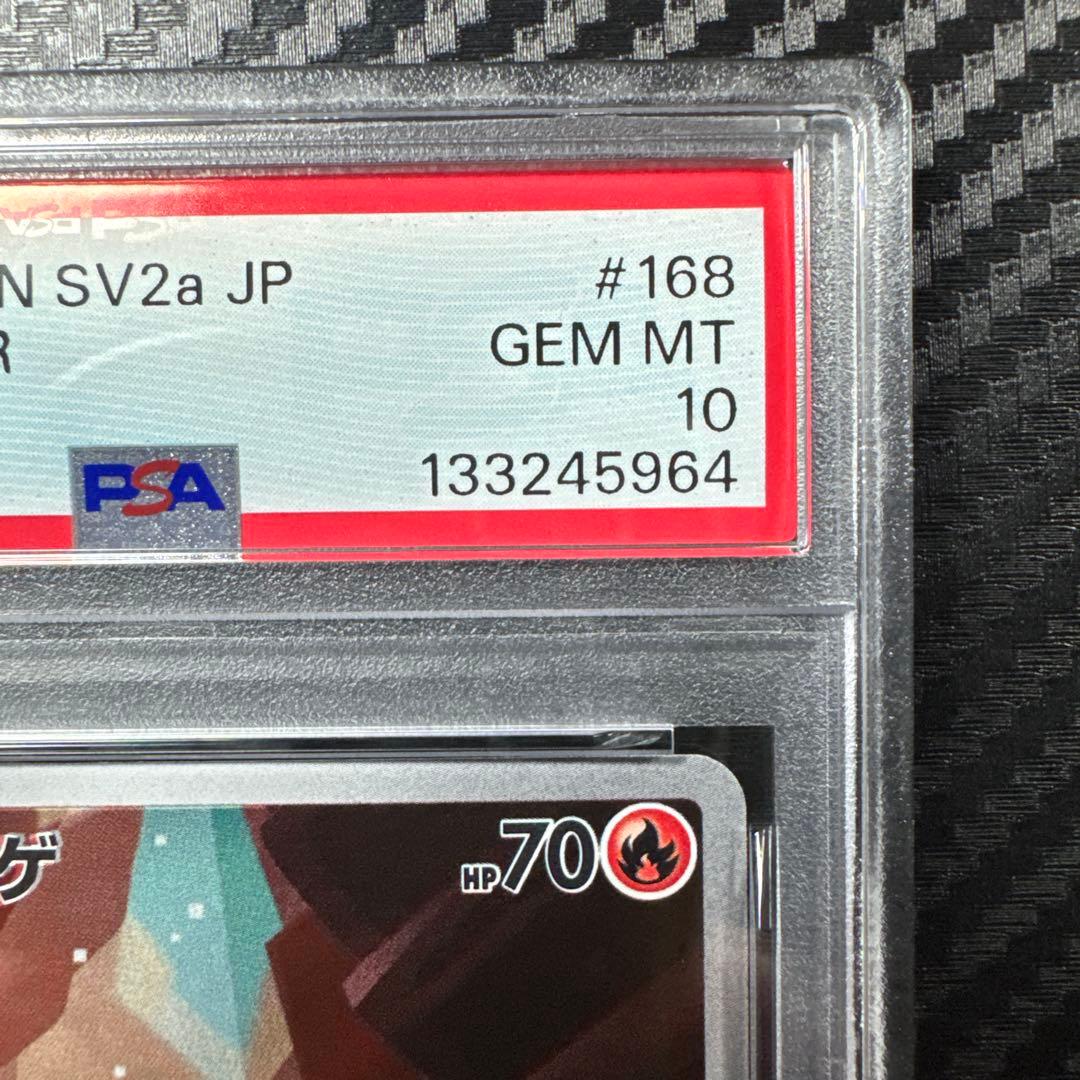 N SV2a JP
#168
R
GEM MT
10
133245964
PSA
ゲ
HP70